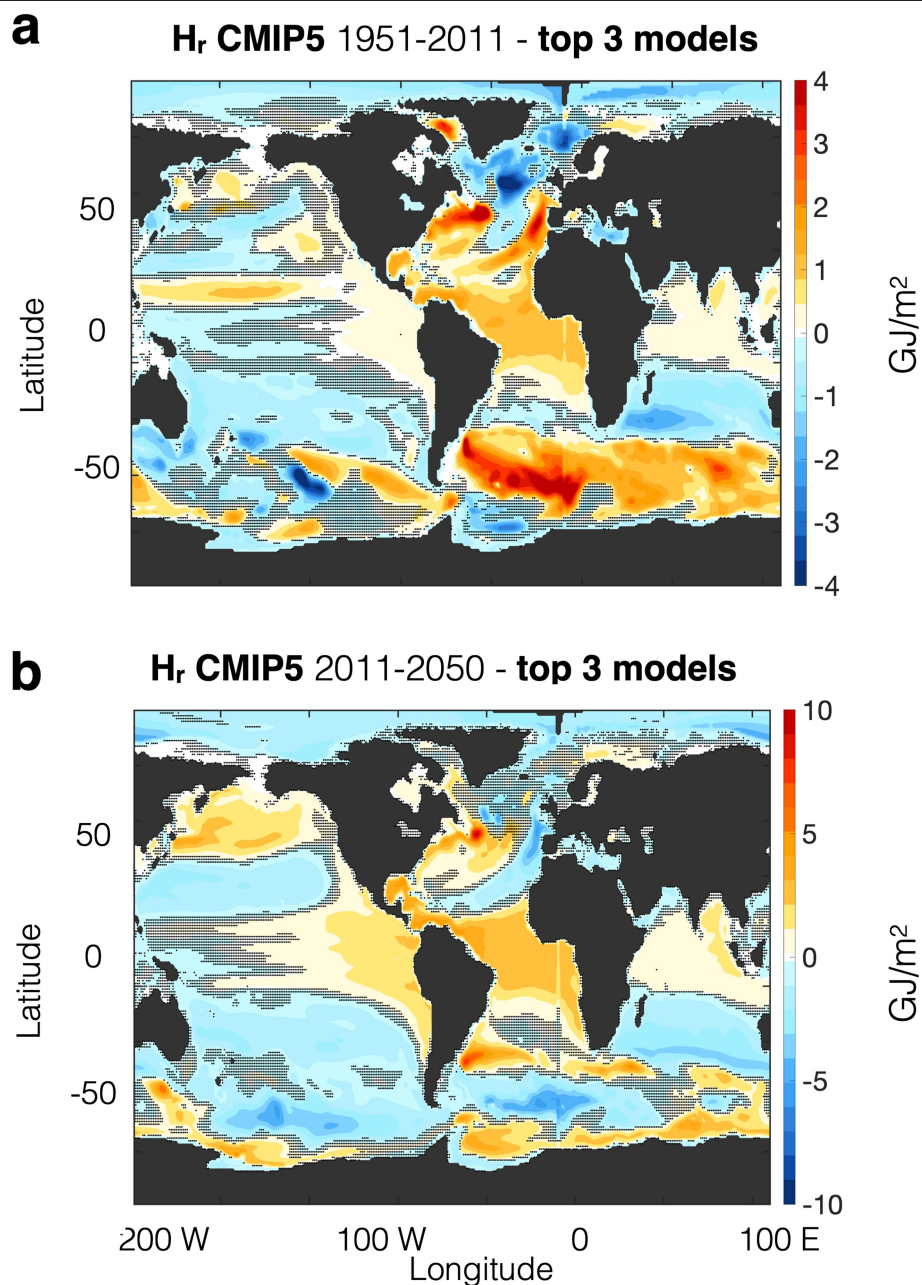 a
Hr CMIP5 1951-2011 - top 3 models
4
3
2
1
0
-1
-2
-3
-4
GJ/m2
50
0
-50
Latitude
b
Hr CMIP5 2011-2050 - top 3 models
10
5
0
-5
-10
GJ/m2
50
0
-50
Latitude
200 W 100 W 0 100 E
Longitude